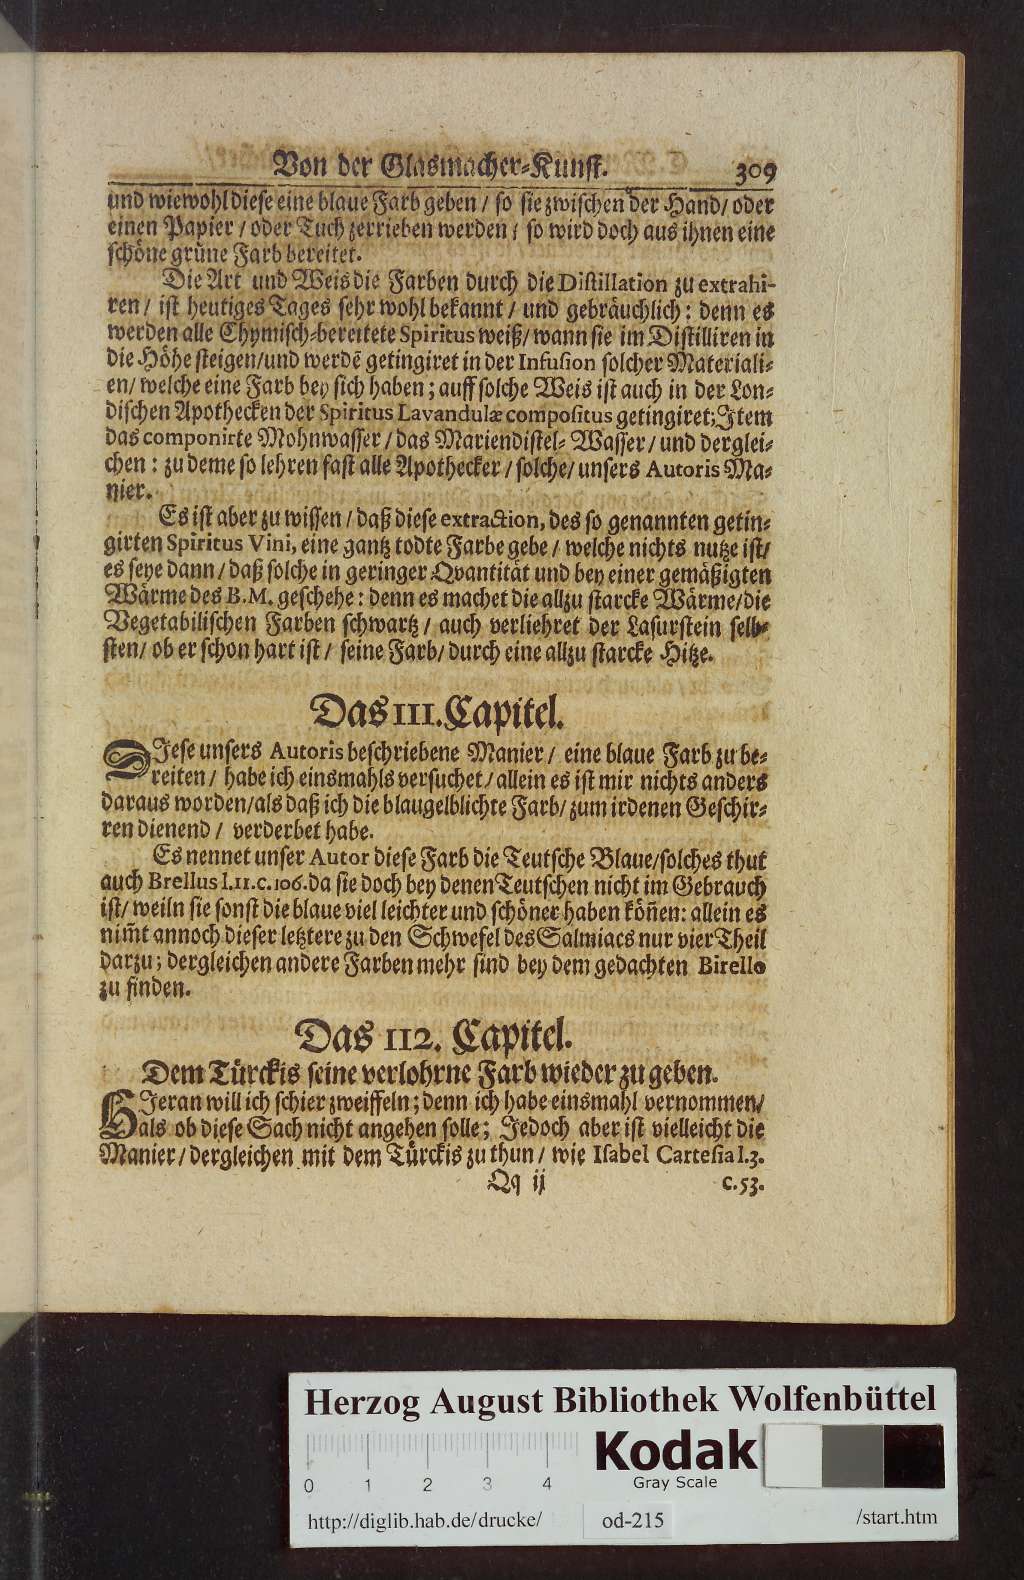 Von der Glasmacher-Kunst. 309
und wiewohl diese eine blaue Farb geben / so sie zwischen der Hand / oder
einen Papier / oder Tuch zerrieben werden / so wird doch aus ihnen eine
schöne grüne Farb bereitet.
Die Art und Weis die Farben durch die Distillation zu extrahi-
ren / ist heutiges Tages sehr wohl bekannt / und gebräuchlich: denn es
werden alle Chymisch-bereitete Spiritus weiß / wann sie im Distilliren in
die Höhe steigen / und werdē getingiret in der Infusion solcher Materiali-
en / welche eine Farb bey sich haben; auff solche Weis ist auch in der Lon-
dischen Apothecken der Spiritus Lavandulæ compositus getingiret; Item
das componirte Mohnwasser / das Mariendistel-Wasser / und derglei-
chen: zu deme so lehren fast alle Apothecker / solche / unsers Autoris Ma-
nier.
Es ist aber zu wissen / daß diese extraction, des so genannten getin-
girten Spiritus Vini, eine gantz todte Farbe gebe / welche nichts nutze ist /
es seye dann / daß solche in geringer Qvantität und bey einer gemäßigten
Wärme des B.M. geschehe: denn es machet die allzu starcke Wärme / die
Vegetabilischen Farben schwartz / auch verliehret der Lasurstein selb-
sten / ob er schon hart ist / seine Farb / durch eine allzu starcke Hitze.
Das 111. Capitel.
DIese unsers Autoris beschriebene Manier / eine blaue Farb zu be-
reiten / habe ich einsmahls versuchet / allein es ist mir nichts anders
daraus worden / als daß ich die blaugelblichte Farb / zum irdenen Geschir-
ren dienend / verderbet habe.
Es nennet unser Autor diese Farb die Teutsche Blaue / solches thut
auch Brellus l.11.c.106. da sie doch bey denen Teutschen nicht im Gebrauch
ist / weiln sie sonst die blaue viel leichter und schöner haben köñen: allein es
nim̃t annoch dieser letztere zu den Schwefel des Salmiacs nur vier Theil
darzu; dergleichen andere Farben mehr sind bey dem gedachten Birello
zu finden.
Das 112. Capitel.
Dem Türckis seine verlohrne Farb wieder zu geben.
HIeran will ich schier zweiffeln; denn ich habe einsmahl vernommen /
als ob diese Sach nicht angehen solle; Jedoch aber ist vielleicht die
Manier / dergleichen mit dem Türckis zu thun / wie Isabel Cartesia l.3.
Qq ij c.53.
Herzog August Bibliothek Wolfenbüttel
0 1 2 3 4
Kodak
Gray Scale
http://diglib.hab.de/drucke/ od-215 /start.htm